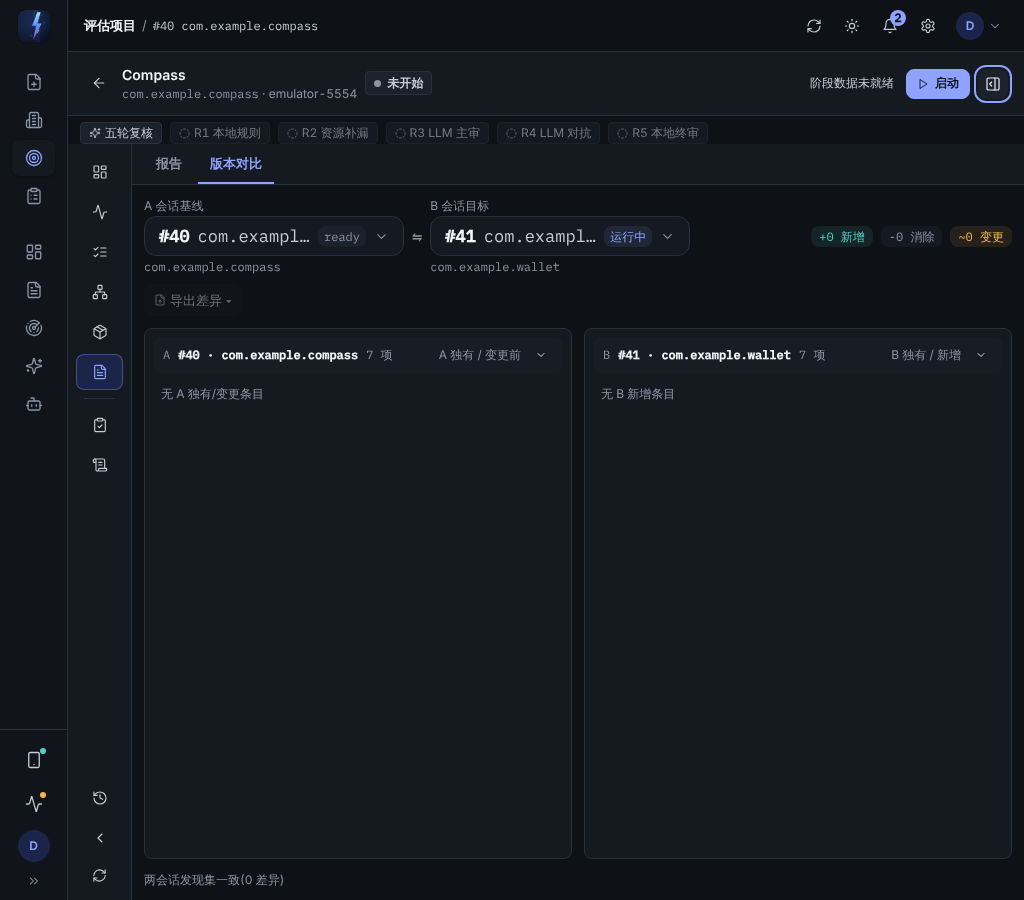 评估项目 / #40 com.example.compass
2
D
Compass
com.example.compass · emulator-5554
未开始
阶段数据未就绪
启动
五轮复核
R1 本地规则
R2 资源补漏
R3 LLM 主审
R4 LLM 对抗
R5 本地终审
报告
版本对比
A 会话基线
B 会话目标
#40 com.exampl… ready
⇋
#41 com.exampl… 运行中
+0 新增
-0 消除
~0 变更
com.example.compass
com.example.wallet
导出差异
A #40 · com.example.compass 7 项
A 独有 / 变更前
B #41 · com.example.wallet 7 项
B 独有 / 新增
无 A 独有/变更条目
无 B 新增条目
D
两会话发现集一致(0 差异)